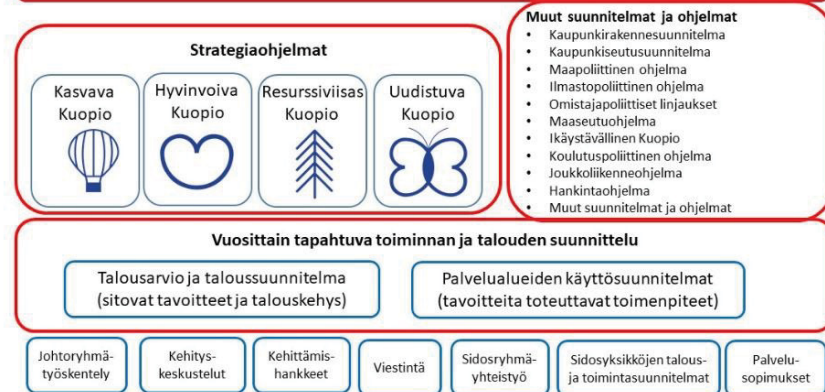 Strategiaohjelmat
Kasvava
Kuopio
Hyvinvoiva
Kuopio
Resurssiviisas
Kuopio
Uudistuva
Kuopio
Muut suunnitelmat ja ohjelmat
• Kaupunkirakennesuunnitelma
• Kaupunkiseutusuunnitelma
• Maapoliittinen ohjelma
• Ilmastopoliittinen ohjelma
• Omistajapoliittiset linjaukset
• Maaseutuohjelma
• Ikäystävällinen Kuopio
• Koulutuspoliittinen ohjelma
• Joukkoliikenneohjelma
• Hankintaohjelma
• Muut suunnitelmat ja ohjelmat
Vuosittain tapahtuva toiminnan ja talouden suunnittelu
Talousarvio ja taloussuunnitelma
(sitovat tavoitteet ja talouskehys)
Palvelualueiden käyttösuunnitelmat
(tavoitteita toteuttavat toimenpiteet)
Johtoryhmä-
työskentely
Kehitys-
keskustelut
Kehittämis-
hankkeet
Viestintä
Sidosryhmä-
yhteistyö
Sidosyksikköjen talous-
ja toimintasuunnitelmat
Palvelu-
sopimukset